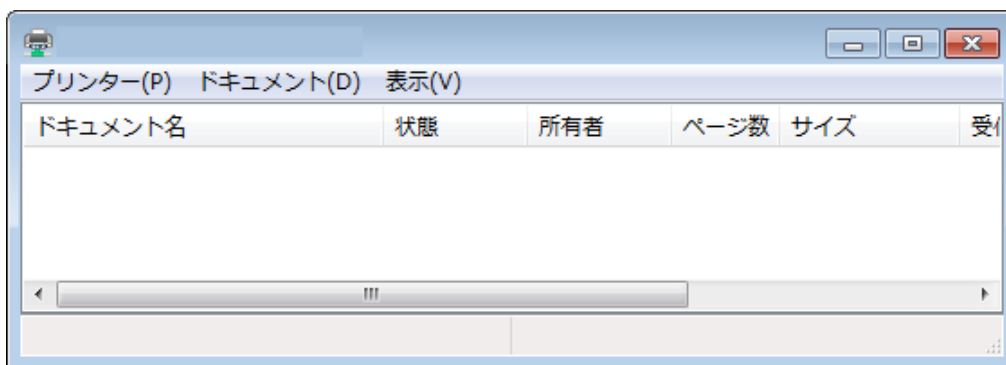 プリンター(P) ドキュメント(D) 表示(V)
ドキュメント名 状態 所有者 ページ数 サイズ 受